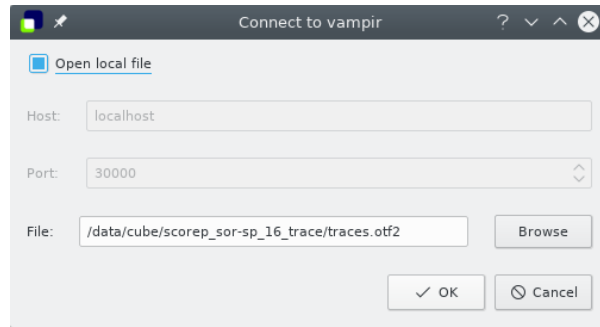 Connect to vampir
Open local file
Host: localhost
Port: 30000
File: /data/cube/scorep_sor-sp_16_trace/traces.otf2 Browse
OK Cancel